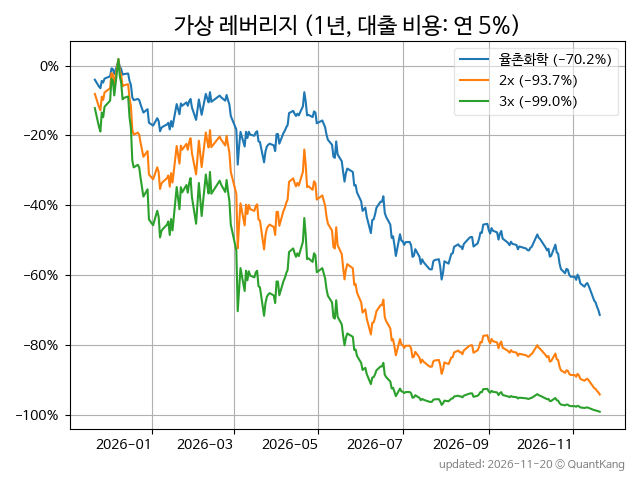 가상 레버리지 (1년, 대출 비용: 연 5%)
율촌화학 (-70.2%)
2x (-93.7%)
3x (-99.0%)
0%
-20%
-40%
-60%
-80%
-100%
2026-01 2026-03 2026-05 2026-07 2026-09 2026-11
updated: 2026-11-20 © QuantKang